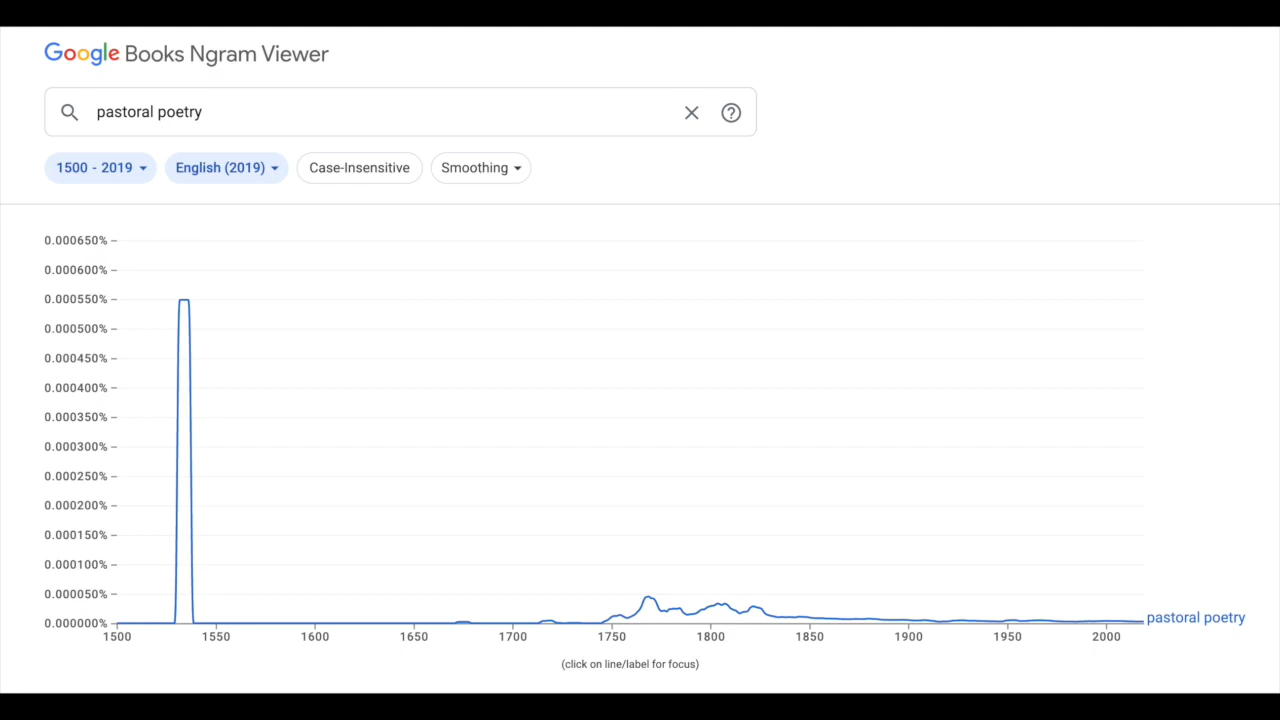 Google Books Ngram Viewer
pastoral poetry
1500 - 2019 English (2019) Case-Insensitive Smoothing
0.000650%
0.000600%
0.000550%
0.000500%
0.000450%
0.000400%
0.000350%
0.000300%
0.000250%
0.000200%
0.000150%
0.000100%
0.000050%
0.000000%
pastoral poetry
1500 1550 1600 1650 1700 1750 1800 1850 1900 1950 2000
(click on line/label for focus)